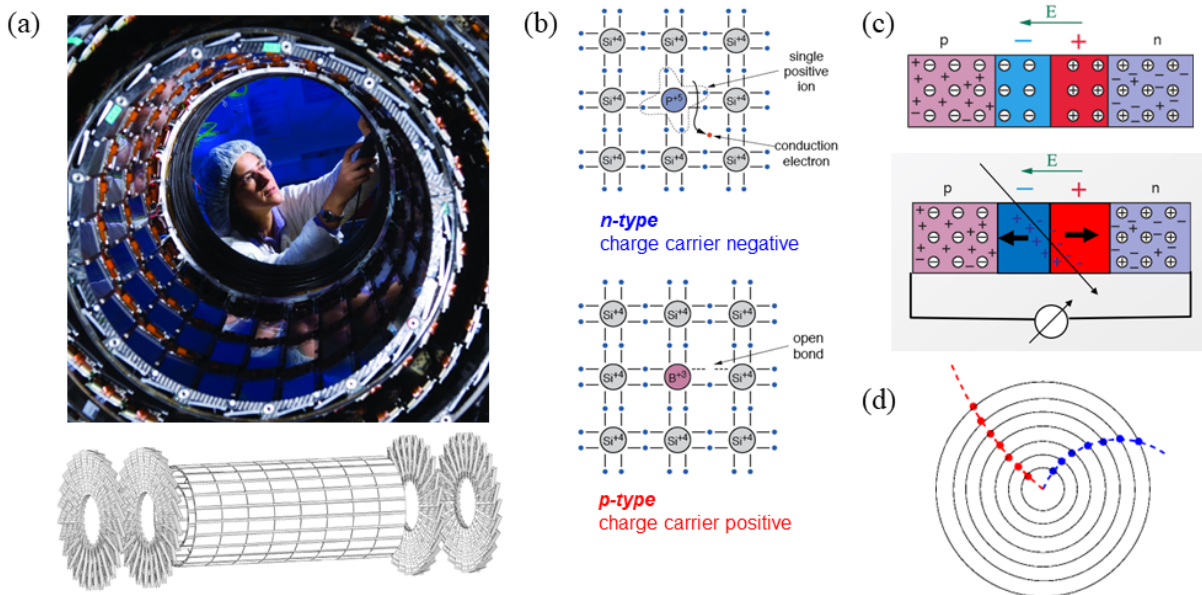 (a)
(b)
Si+4 Si+4 Si+4
single
positive
ion
Si+4 P+5 Si+4
conduction
electron
Si+4 Si+4 Si+4
n-type
charge carrier negative
Si+4 Si+4 Si+4
open
bond
Si+4 B+3 Si+4
Si+4 Si+4 Si+4
p-type
charge carrier positive
(c)
E
p − + n
E
p − + n
(d)